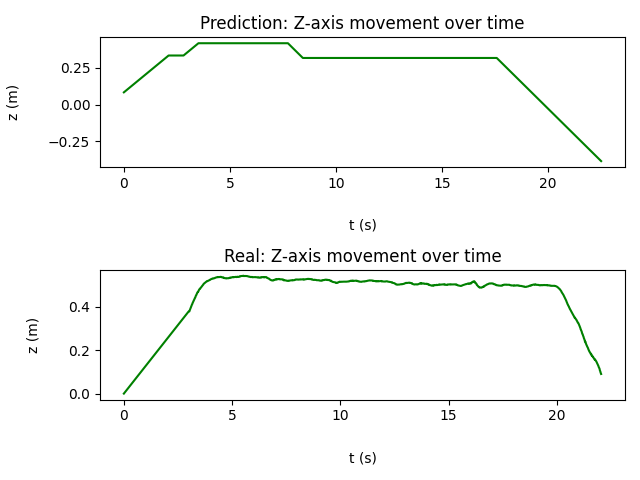 Prediction: Z-axis movement over time
z (m)
0.25
0.00
−0.25
0 5 10 15 20
t (s)
Real: Z-axis movement over time
z (m)
0.4
0.2
0.0
0 5 10 15 20
t (s)